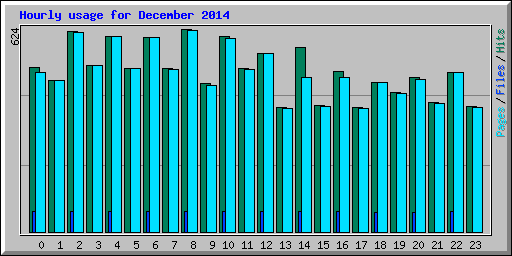 Hourly usage for December 2014
624
Pages/Files/Hits
0 1 2 3 4 5 6 7 8 9 10 11 12 13 14 15 16 17 18 19 20 21 22 23